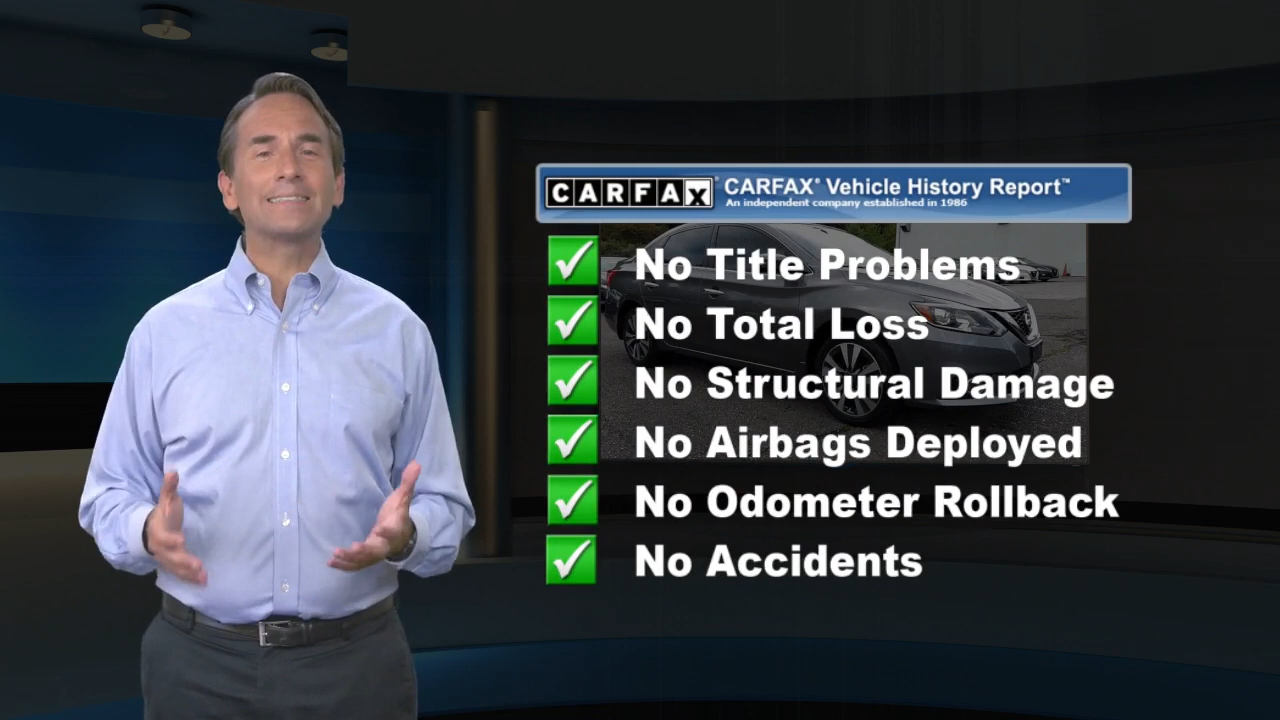 CARFAX® CARFAX® Vehicle History Report™
An independent company established in 1986
No Title Problems
No Total Loss
No Structural Damage
No Airbags Deployed
No Odometer Rollback
No Accidents